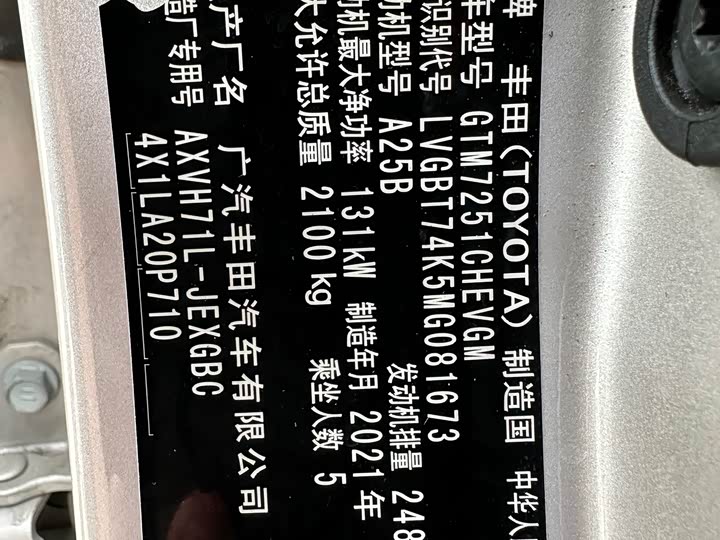 牌 丰田(TOYOTA) 制造国 中华人
车型号 GTM7251CHEVGM
识别代号 LVGBT74K5MG081673
动机型号 A25B 发动机排量 248
动机最大净功率 131kW 制造年月 2021年
大允许总质量 2100kg 乘坐人数 5
产厂名 广汽丰田汽车有限公司
造厂专用号 AXVH71L-JEXGBC
4X1LA20P710